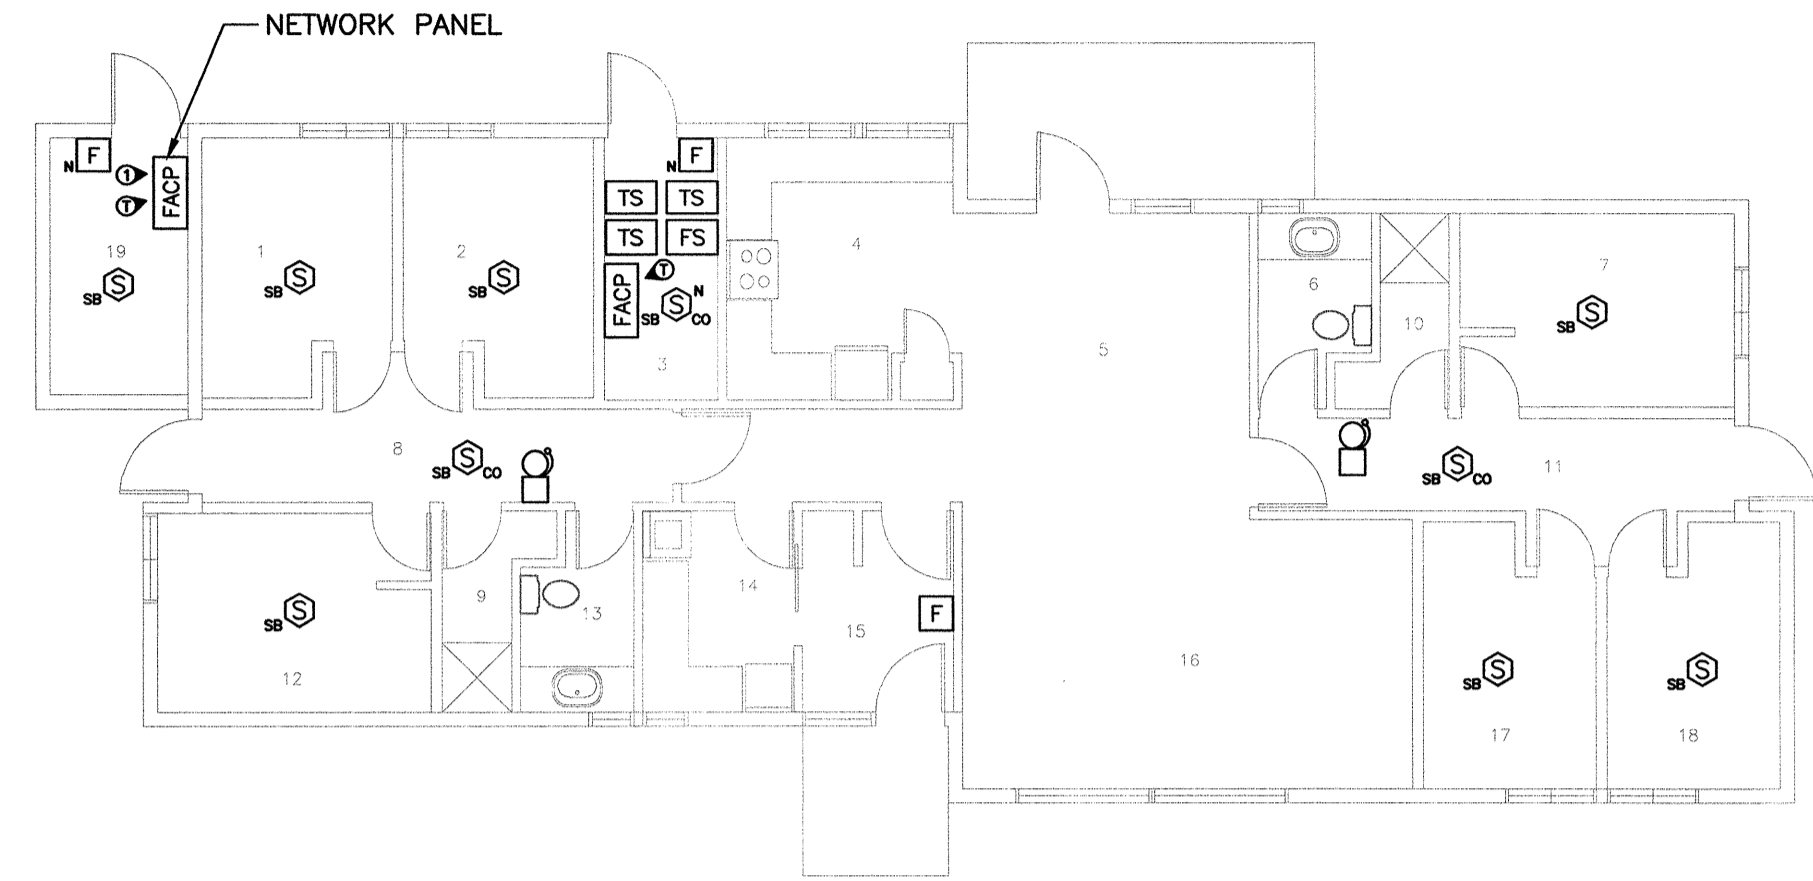 NETWORK PANEL
F
N
1
T
FACP
19
SB S
1
SB S
2
SB S
F
N
TS TS
TS FS
T
FACP
N
SB S CO
3
4
5
6
10
7
SB S
8
SB S CO
SB S CO
11
SB S
12
9
13
14
15
F
16
SB S
17
SB S
18